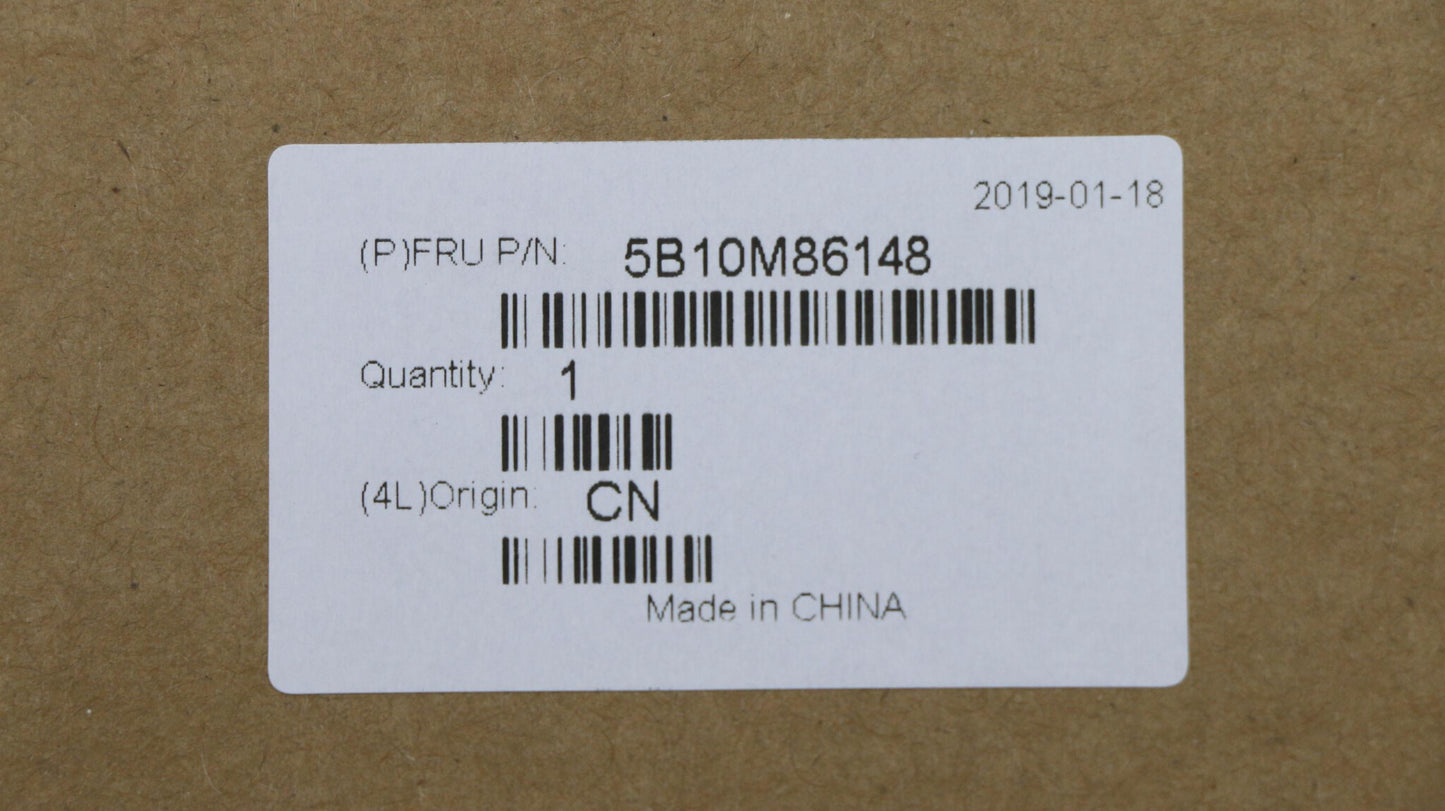 2019-01-18
(P)FRU P/N: 5B10M86148
Quantity: 1
(4L)Origin: CN
Made in CHINA